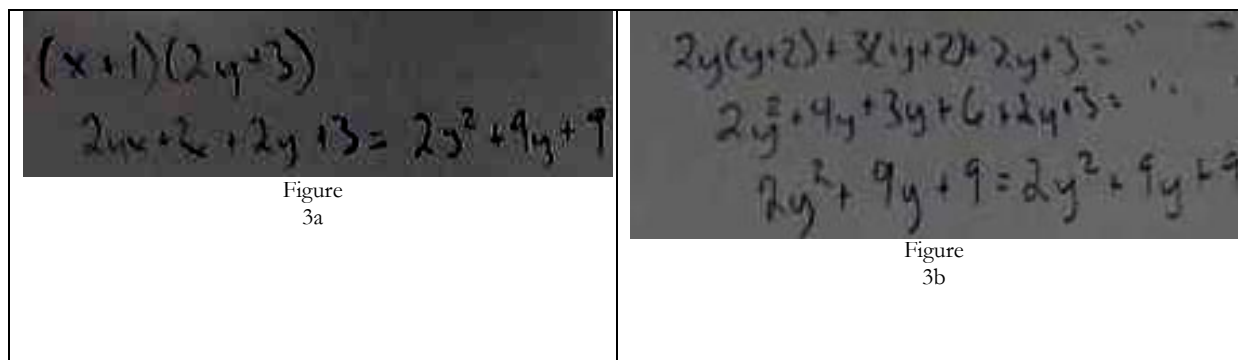 (x+1)(2y+3)
2yx+3x+2y+3= 2y²+9y+9
Figure
3a
2y(y+2)+3(y+2)+2y+3= "
2y²+4y+3y+6+2y+3= "
2y²+9y+9=2y²+9y+9
Figure
3b